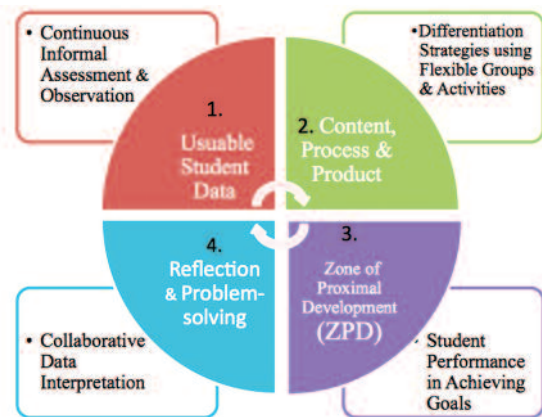 • Continuous
Informal
Assessment &
Observation
•Differentiation
Strategies using
Flexible Groups
& Activities
1.
Usuable
Student
Data
2. Content,
Process &
Product
4.
Reflection
& Problem-
solving
3.
Zone of
Proximal
Development
(ZPD)
• Collaborative
Data
Interpretation
• Student
Performance
in Achieving
Goals